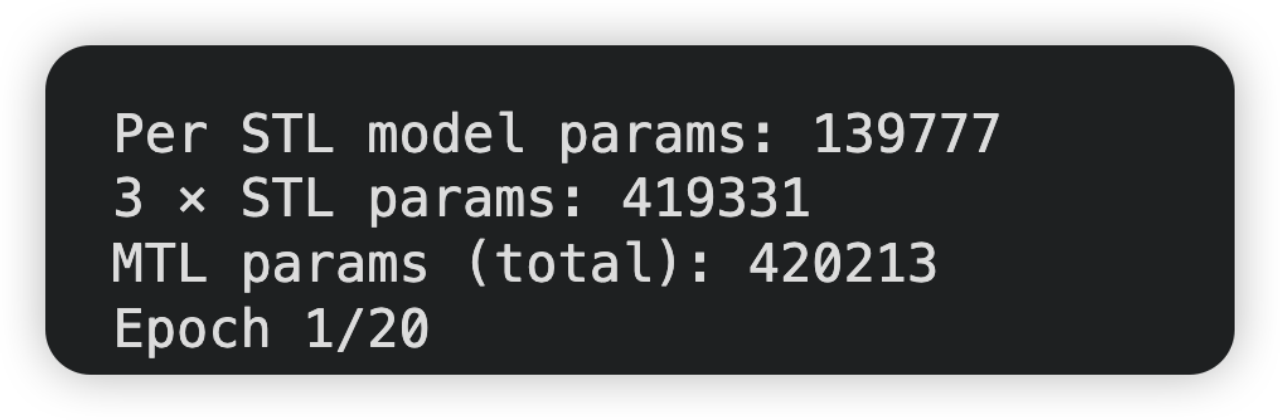 Per STL model params: 139777
3 × STL params: 419331
MTL params (total): 420213
Epoch 1/20